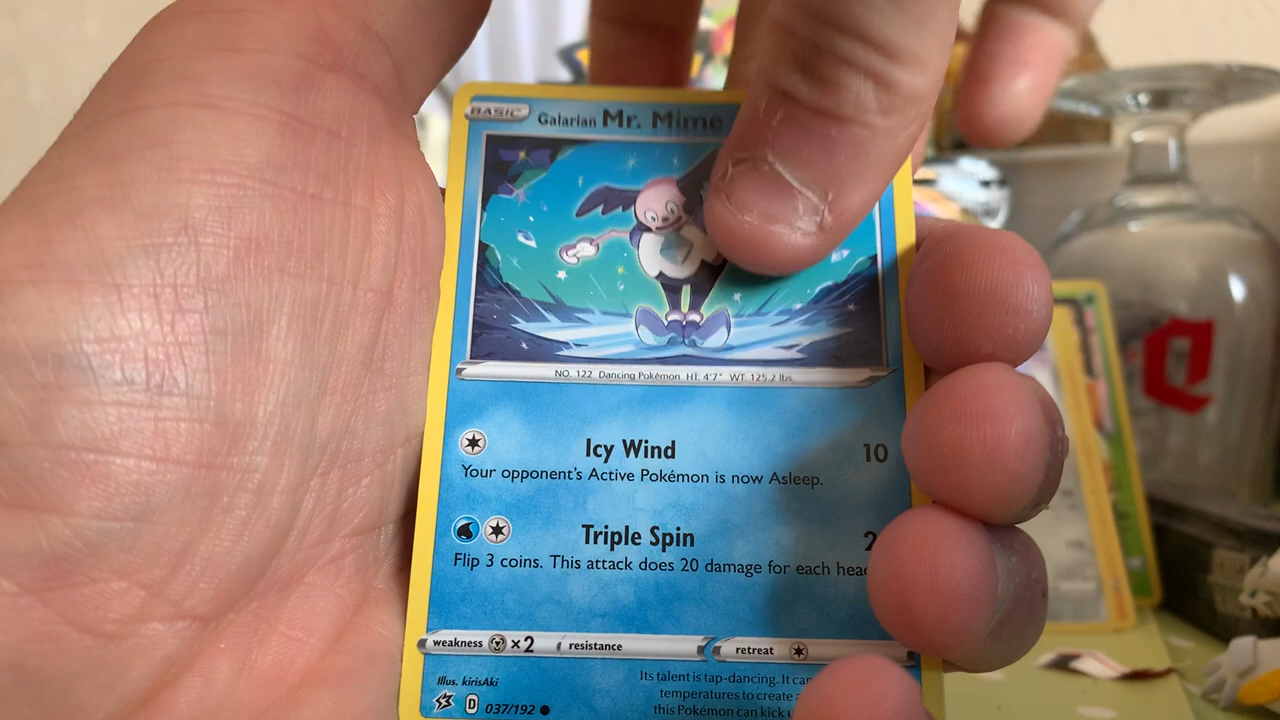 BASIC
Galarian Mr. Mime
NO. 122 Dancing Pokémon HT: 4'7" WT: 125.2 lbs.
Icy Wind 10
Your opponent's Active Pokémon is now Asleep.
Triple Spin 2
Flip 3 coins. This attack does 20 damage for each
weakness ×2 resistance retreat
Illus. kirisAki
Its talent is tap-dancing. It
temperatures to create
this Pokémon can kick
D 037/192
Q